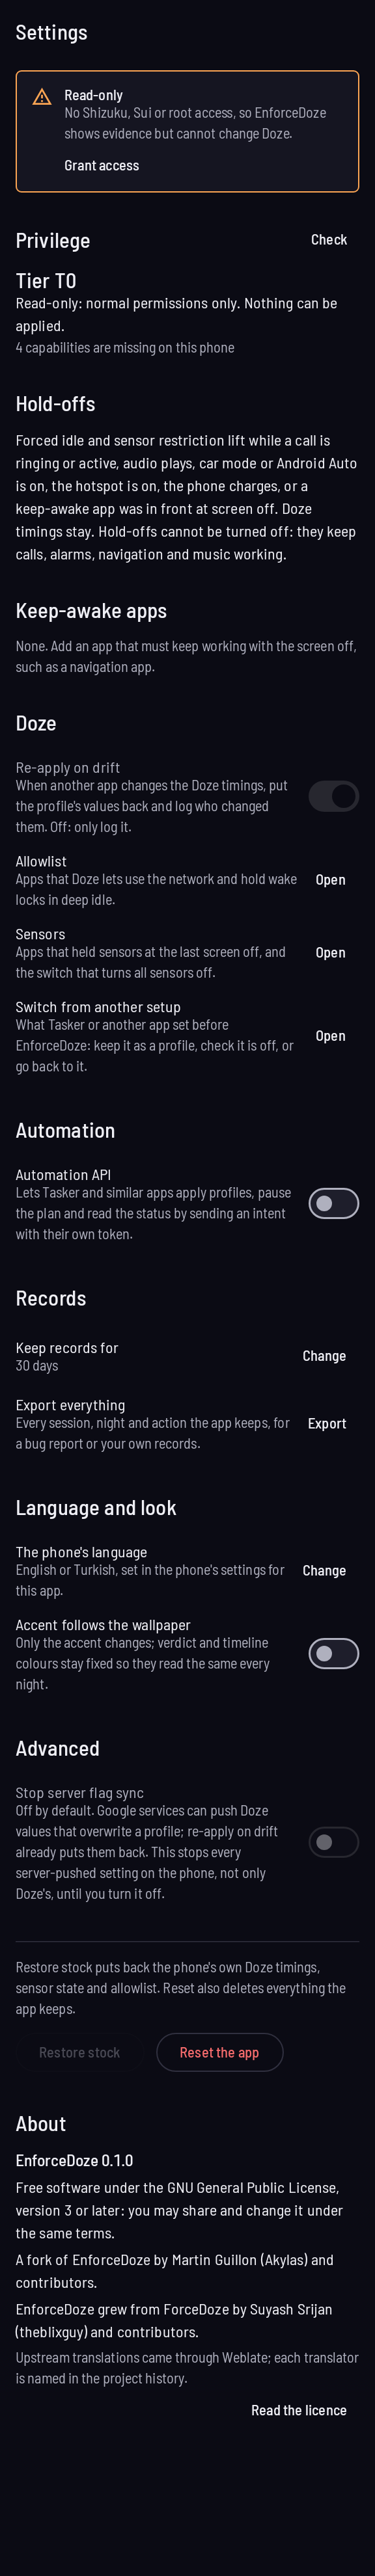 Settings
Read-only
No Shizuku, Sui or root access, so EnforceDoze
shows evidence but cannot change Doze.
Grant access
Privilege
Check
Tier T0
Read-only: normal permissions only. Nothing can be
applied.
4 capabilities are missing on this phone
Hold-offs
Forced idle and sensor restriction lift while a call is
ringing or active, audio plays, car mode or Android Auto
is on, the hotspot is on, the phone charges, or a
keep-awake app was in front at screen off. Doze
timings stay. Hold-offs cannot be turned off: they keep
calls, alarms, navigation and music working.
Keep-awake apps
None. Add an app that must keep working with the screen off,
such as a navigation app.
Doze
Re-apply on drift
When another app changes the Doze timings, put
the profile's values back and log who changed
them. Off: only log it.
Allowlist
Apps that Doze lets use the network and hold wake
locks in deep idle.
Open
Sensors
Apps that held sensors at the last screen off, and
the switch that turns all sensors off.
Open
Switch from another setup
What Tasker or another app set before
EnforceDoze: keep it as a profile, check it is off, or
go back to it.
Open
Automation
Automation API
Lets Tasker and similar apps apply profiles, pause
the plan and read the status by sending an intent
with their own token.
Records
Keep records for
30 days
Change
Export everything
Every session, night and action the app keeps, for
a bug report or your own records.
Export
Language and look
The phone's language
English or Turkish, set in the phone's settings for
this app.
Change
Accent follows the wallpaper
Only the accent changes; verdict and timeline
colours stay fixed so they read the same every
night.
Advanced
Stop server flag sync
Off by default. Google services can push Doze
values that overwrite a profile; re-apply on drift
already puts them back. This stops every
server-pushed setting on the phone, not only
Doze's, until you turn it off.
Restore stock puts back the phone's own Doze timings,
sensor state and allowlist. Reset also deletes everything the
app keeps.
Restore stock
Reset the app
About
EnforceDoze 0.1.0
Free software under the GNU General Public License,
version 3 or later: you may share and change it under
the same terms.
A fork of EnforceDoze by Martin Guillon (Akylas) and
contributors.
EnforceDoze grew from ForceDoze by Suyash Srijan
(theblixguy) and contributors.
Upstream translations came through Weblate; each translator
is named in the project history.
Read the licence